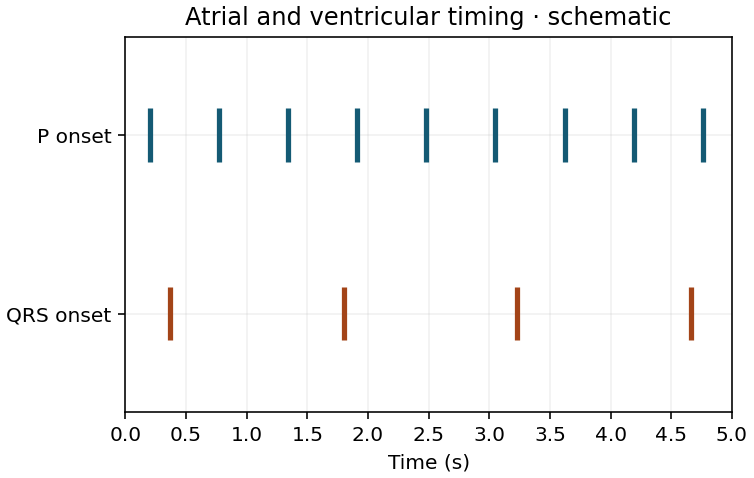 Atrial and ventricular timing · schematic
P onset
QRS onset
0.0 0.5 1.0 1.5 2.0 2.5 3.0 3.5 4.0 4.5 5.0
Time (s)